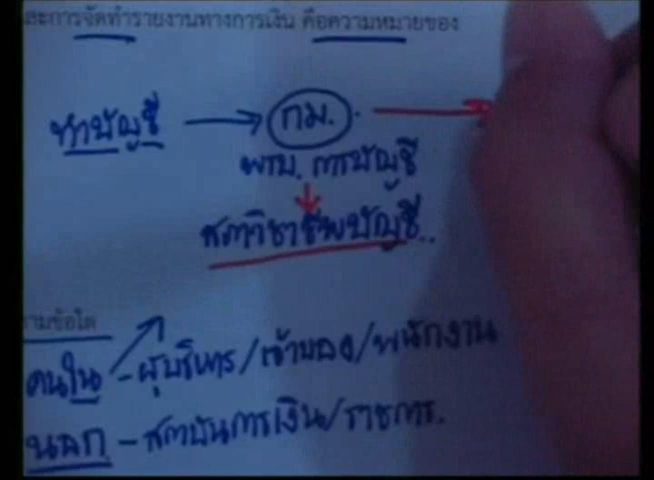 และการจัดทำรายงานทางการเงิน คือความหมายของ
ทำบัญชี → กม. →
พรบ. การบัญชี
↓
สภาวิชาชีพบัญชี..
ามข้อใด
คนใน - ผู้บริหาร/เจ้าของ/พนักงาน
นอก - สถาบันการเงิน/ราชการ.